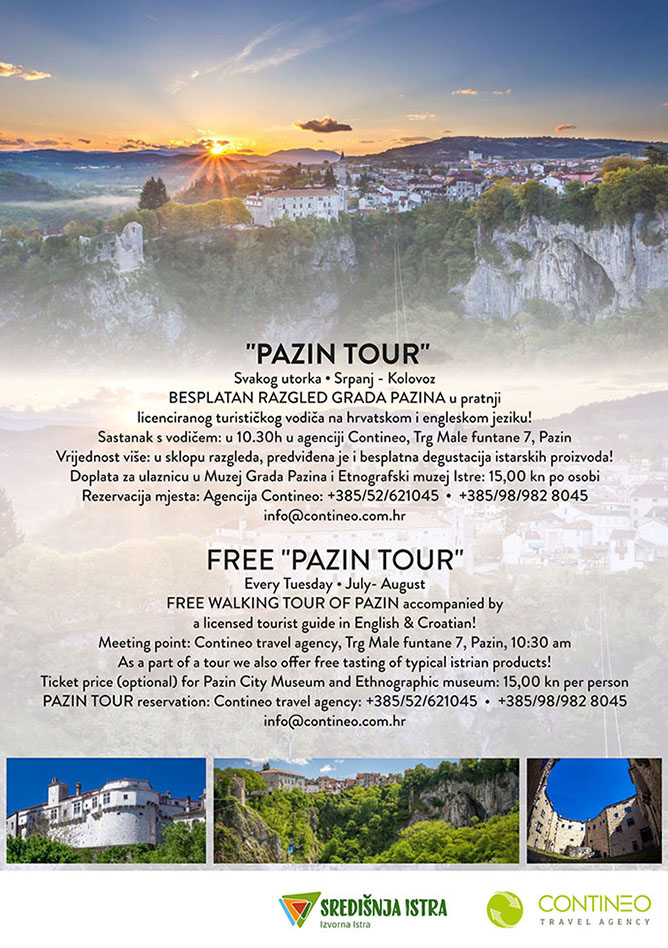 "PAZIN TOUR"
Svakog utorka • Srpanj - Kolovoz
BESPLATAN RAZGLED GRADA PAZINA u pratnji
licenciranog turističkog vodiča na hrvatskom i engleskom jeziku!
Sastanak s vodičem: u 10.30h u agenciji Contineo, Trg Male funtane 7, Pazin
Vrijednost više: u sklopu razgleda, predviđena je i besplatna degustacija istarskih proizvoda!
Doplata za ulaznicu u Muzej Grada Pazina i Etnografski muzej Istre: 15,00 kn po osobi
Rezervacija mjesta: Agencija Contineo: +385/52/621045 • +385/98/982 8045
info@contineo.com.hr
FREE "PAZIN TOUR"
Every Tuesday • July- August
FREE WALKING TOUR OF PAZIN accompanied by
a licensed tourist guide in English & Croatian!
Meeting point: Contineo travel agency, Trg Male funtane 7, Pazin, 10:30 am
As a part of a tour we also offer free tasting of typical istrian products!
Ticket price (optional) for Pazin City Museum and Ethnographic museum: 15,00 kn per person
PAZIN TOUR reservation: Contineo travel agency: +385/52/621045 • +385/98/982 8045
info@contineo.com.hr
SREDIŠNJA ISTRA
Izvorna Istra
CONTINEO
TRAVEL AGENCY